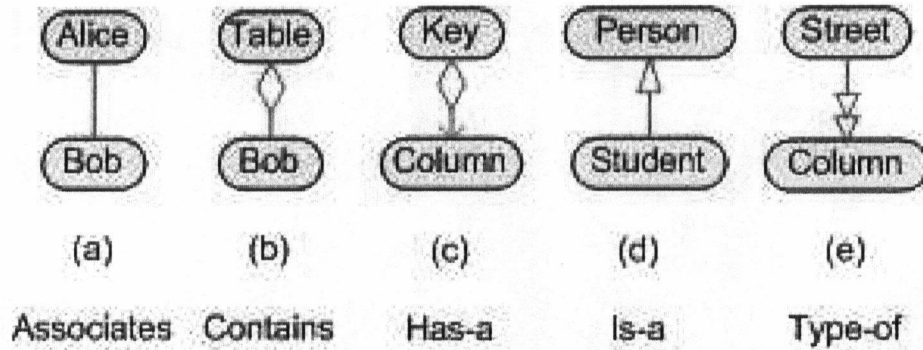 Alice Table Key Person Street
Bob Bob Column Student Column
(a) (b) (c) (d) (e)
Associates Contains Has-a Is-a Type-of